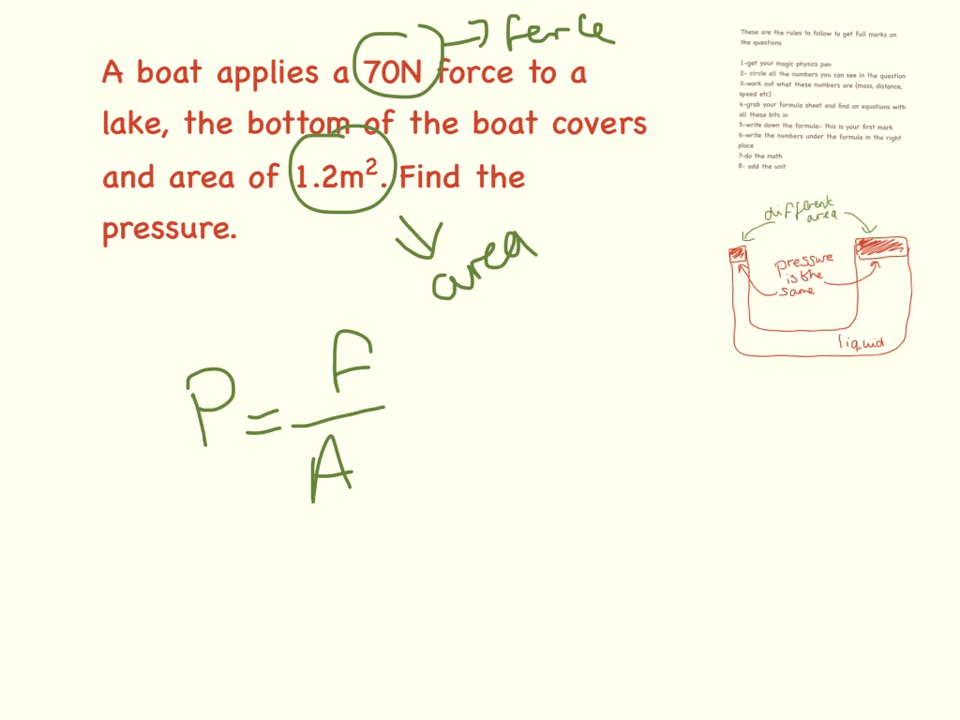 A boat applies a 70N force to a
lake, the bottom of the boat covers
and area of 1.2m². Find the
pressure.
force
area
P = F
A
These are the rules to follow to get full marks on
the questions
1-get your magic physics pen
2- circle all the numbers you can see in the question
3-work out what these numbers are (mass, distance,
speed etc)
4-grab your formula sheet and find an equations with
all these bits in
5-write down the formula- this is your first mark
6-write the numbers under the formula in the right
place
7-do the math
8- add the unit
different
area
pressure
is the
same
liquid